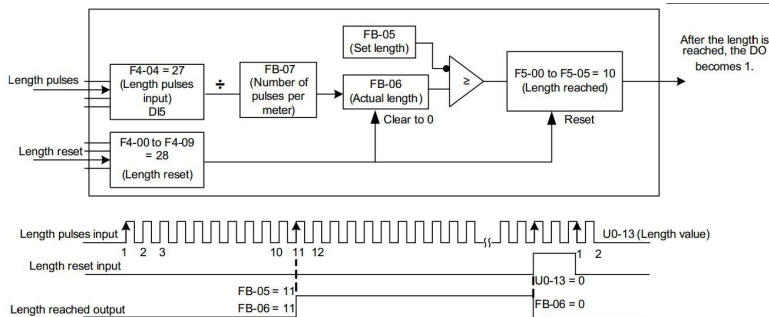 FB-05
(Set length)
After the length is
reached, the DO
becomes 1.
Length pulses
F4-04 = 27
(Length pulses
input)
DI5
÷
FB-07
(Number of
pulses per
meter)
FB-06
(Actual length)
≥
F5-00 to F5-05 = 10
(Length reached)
Clear to 0
Reset
Length reset
F4-00 to F4-09
= 28
(Length reset)
Length pulses input
U0-13 (Length value)
1 2 3 10 11 12 1 2
Length reset input
U0-13 = 0
FB-05 = 11
FB-06 = 11
FB-06 = 0
Length reached output